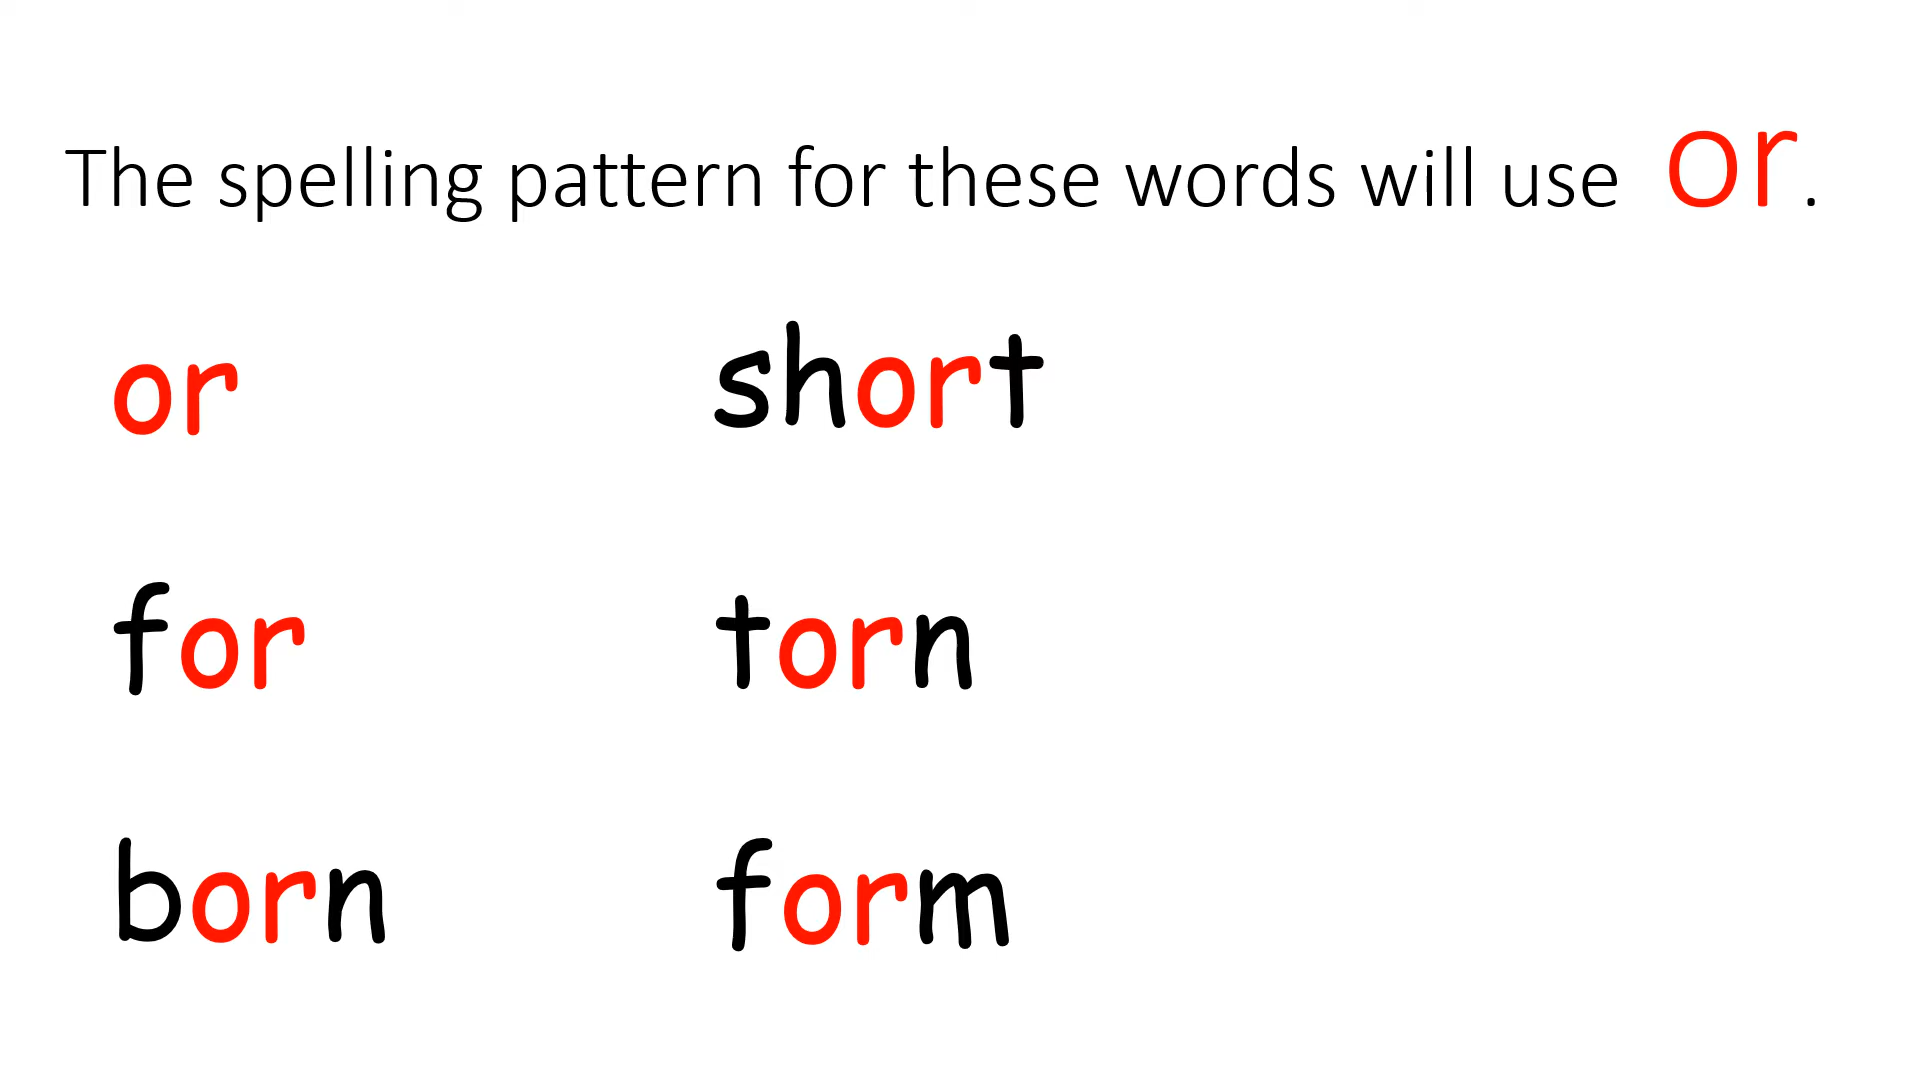 The spelling pattern for these words will use or.
or
short
for
torn
born
form